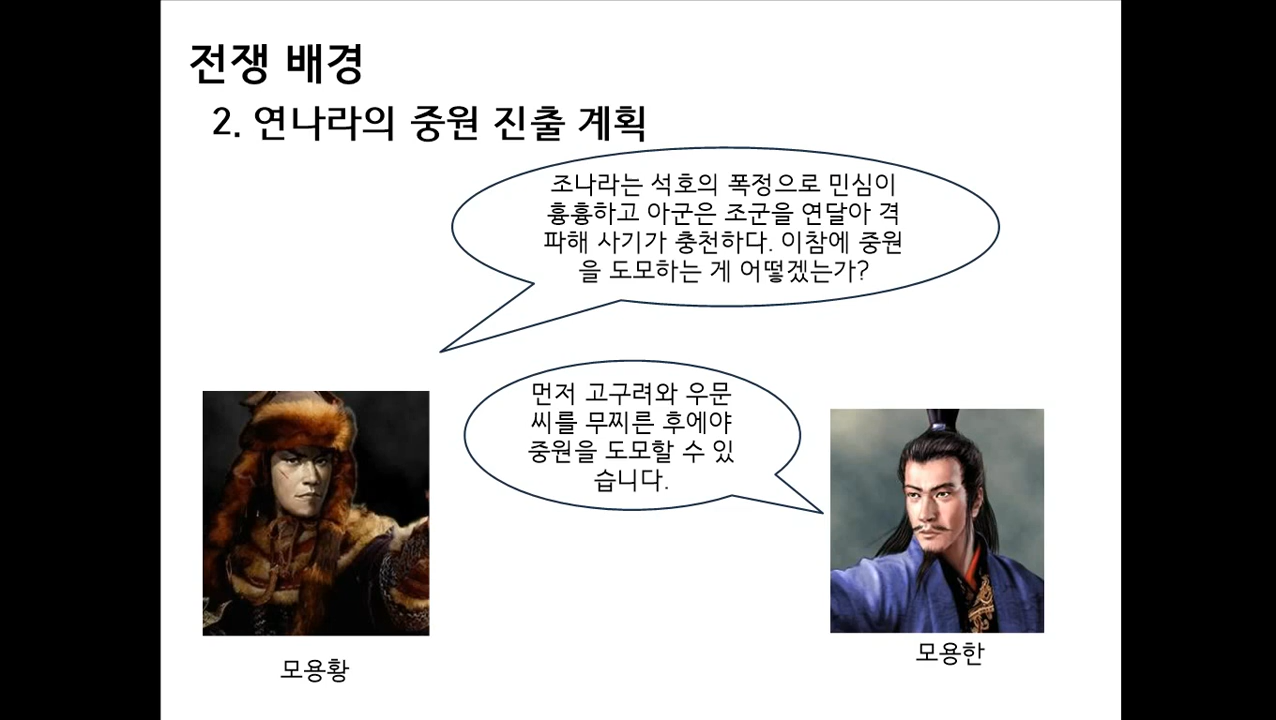 전쟁 배경
2. 연나라의 중원 진출 계획
조나라는 석호의 폭정으로 민심이
흉흉하고 아군은 조군을 연달아 격
파해 사기가 충천하다. 이참에 중원
을 도모하는 게 어떻겠는가?
먼저 고구려와 우문
씨를 무찌른 후에야
중원을 도모할 수 있
습니다.
모용황
모용한